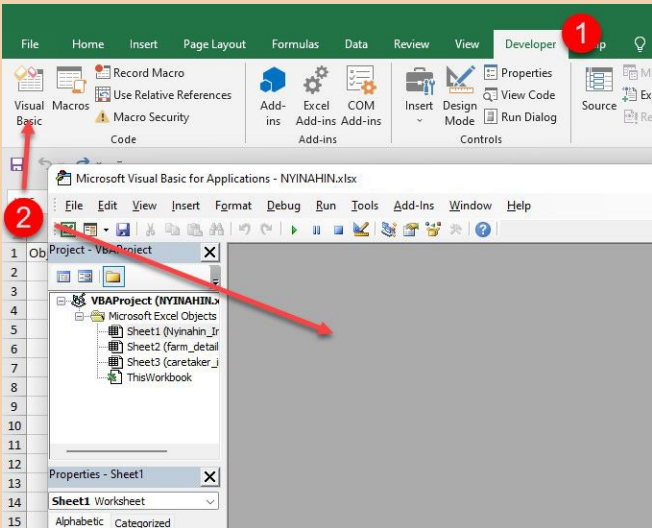 File Home Insert Page Layout Formulas Data Review View Developer 1
Record Macro
Use Relative References
Macro Security
Visual Basic
Macros
Code
Add-ins
Excel Add-ins
COM Add-ins
Add-ins
Insert
Design Mode
Properties
View Code
Run Dialog
Controls
Source
2
Microsoft Visual Basic for Applications - NYINAHIN.xlsx
File Edit View Insert Format Debug Run Tools Add-Ins Window Help
Project - VBAProject
VBAProject (NYINAHIN.x
Microsoft Excel Objects
Sheet1 (Nyinahin_Ir
Sheet2 (farm_detail
Sheet3 (caretaker_i
ThisWorkbook
Properties - Sheet1
Sheet1 Worksheet
Alphabetic Categorized
1 Ob
2
3
4
5
6
7
8
9
10
11
12
13
14
15